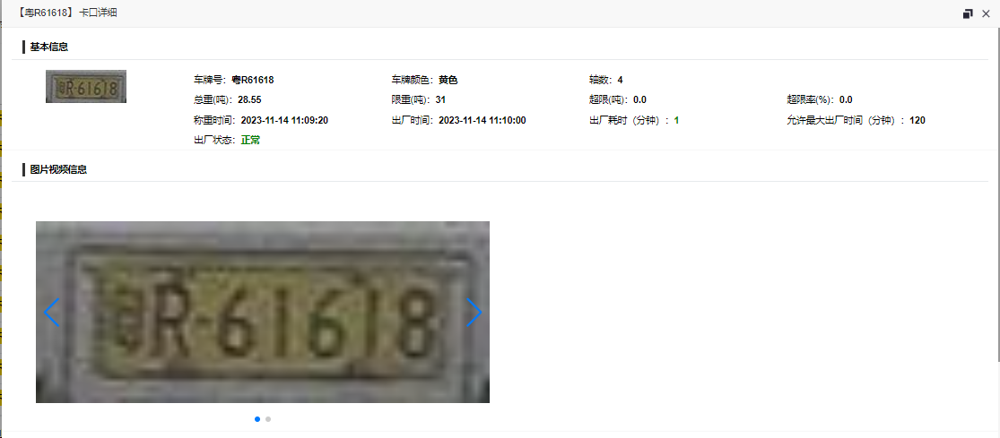 【粤R61618】 卡口详细
基本信息
粤R·61618
车牌号: 粤R61618 车牌颜色: 黄色 轴数: 4
总重(吨): 28.55 限重(吨): 31 超限(吨): 0.0 超限率(%): 0.0
称重时间: 2023-11-14 11:09:20 出厂时间: 2023-11-14 11:10:00 出厂耗时（分钟）: 1 允许最大出厂时间（分钟）: 120
出厂状态: 正常
图片视频信息
粤R·61618